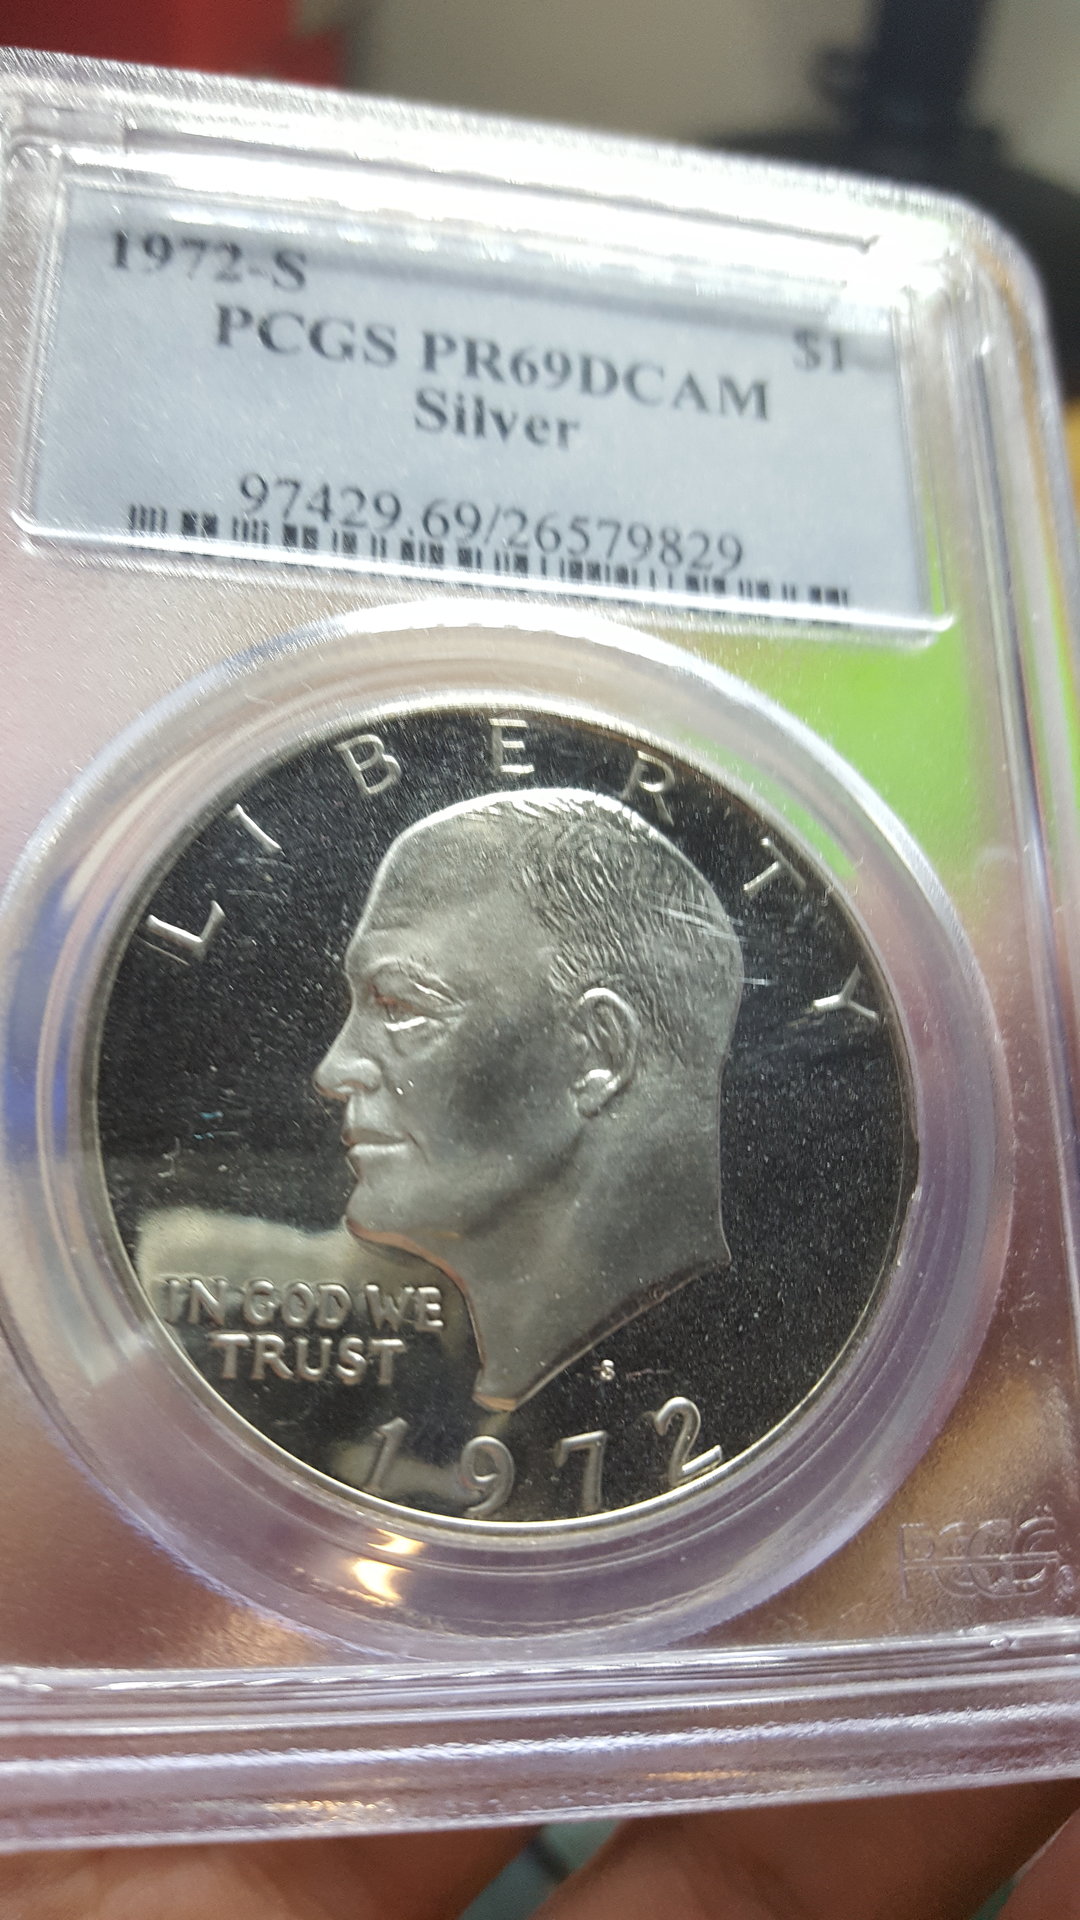 1972-S
$1
PCGS PR69DCAM
Silver
97429.69/26579829
LIBERTY
IN GOD WE
TRUST
S
1972
PCGS